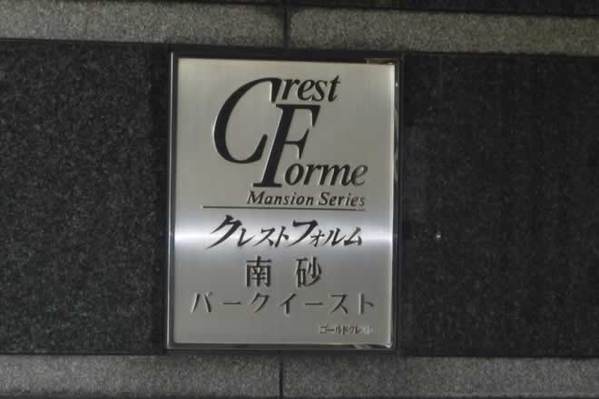 Crest
Forme
Mansion Series
クレストフォルム
南砂
パークイースト
ゴールドクレスト